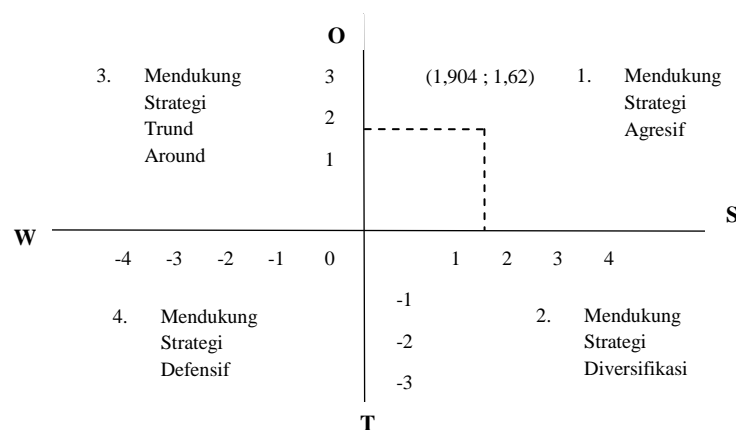 O
3. Mendukung
Strategi
Trund
Around
3
2
1
(1,904 ; 1,62)
1. Mendukung
Strategi
Agresif
W
S
-4 -3 -2 -1 0 1 2 3 4
4. Mendukung
Strategi
Defensif
-1
-2
-3
2. Mendukung
Strategi
Diversifikasi
T